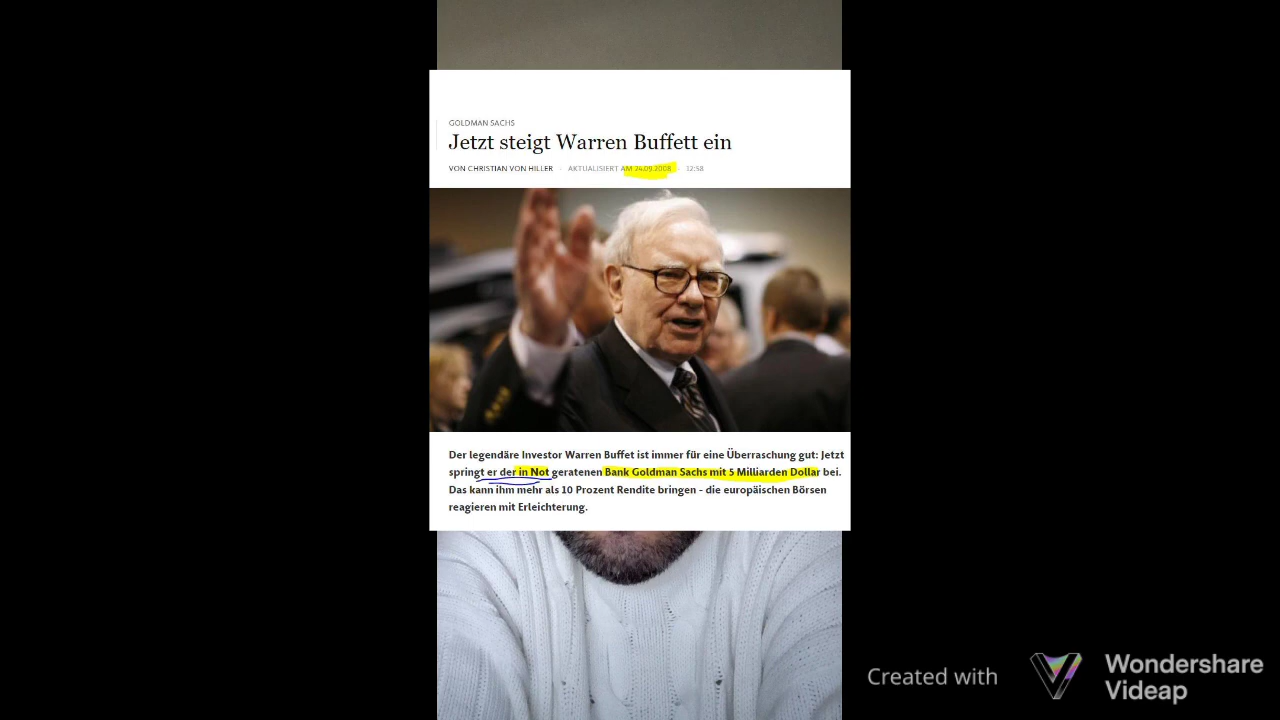 GOLDMAN SACHS
Jetzt steigt Warren Buffett ein
VON CHRISTIAN VON HILLER · AKTUALISIERT AM 24.09.2008 · 12:58
Der legendäre Investor Warren Buffet ist immer für eine Überraschung gut: Jetzt
springt er der in Not geratenen Bank Goldman Sachs mit 5 Milliarden Dollar bei.
Das kann ihm mehr als 10 Prozent Rendite bringen - die europäischen Börsen
reagieren mit Erleichterung.
Created with
Wondershare
Videap